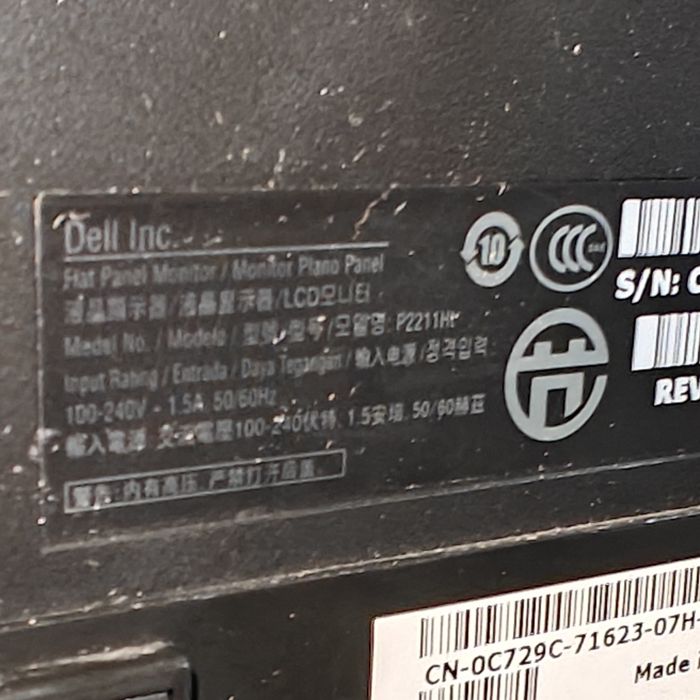 Dell Inc.
Flat Panel Monitor / Monitor Plano Panel
液晶顯示器/液晶显示器/LCD모니터
Model No. / Modelo / 型號/型号/모델명: P2211Ht
Input Rating / Entrada / Daya Tegangan / 輸入电源/정격입력:
100-240V - 1.5A, 50/60Hz
輸入電源: 交流電壓100-240伏特, 1.5安培, 50/60赫茲
警告: 内有高压, 严禁打开后盖.
10
CCC
S/N: C
REV
CN-0C729C-71623-07H-
Made i